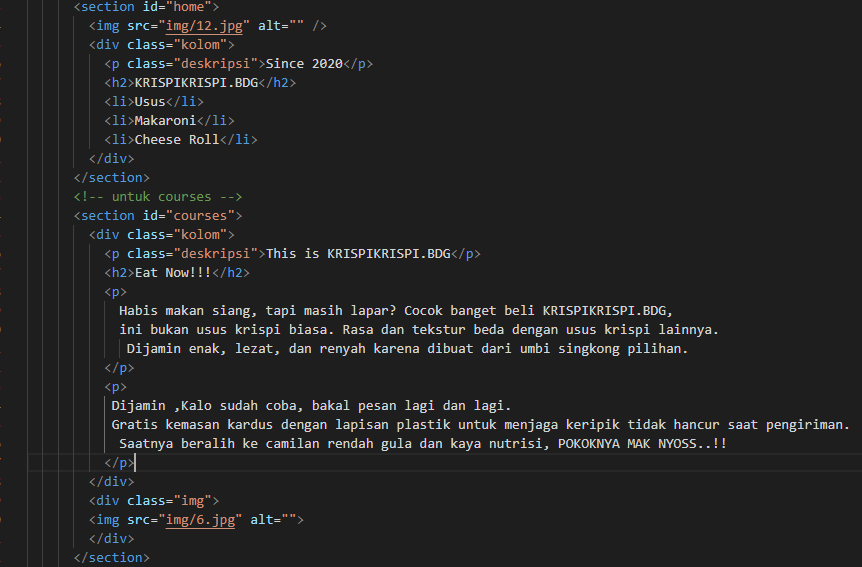 <section id="home">
<img src="img/12.jpg" alt="" />
<div class="kolom">
<p class="deskripsi">Since 2020</p>
<h2>KRISPIKRISPI.BDG</h2>
<li>Usus</li>
<li>Makaroni</li>
<li>Cheese Roll</li>
</div>
</section>
<!-- untuk courses -->
<section id="courses">
<div class="kolom">
<p class="deskripsi">This is KRISPIKRISPI.BDG</p>
<h2>Eat Now!!!</h2>
<p>
Habis makan siang, tapi masih lapar? Cocok banget beli KRISPIKRISPI.BDG,
ini bukan usus krispi biasa. Rasa dan tekstur beda dengan usus krispi lainnya.
Dijamin enak, lezat, dan renyah karena dibuat dari umbi singkong pilihan.
</p>
<p>
Dijamin ,Kalo sudah coba, bakal pesan lagi dan lagi.
Gratis kemasan kardus dengan lapisan plastik untuk menjaga keripik tidak hancur saat pengiriman.
Saatnya beralih ke camilan rendah gula dan kaya nutrisi, POKOKNYA MAK NYOSS..!!
</p>
</div>
<div class="img">
<img src="img/6.jpg" alt="">
</div>
</section>